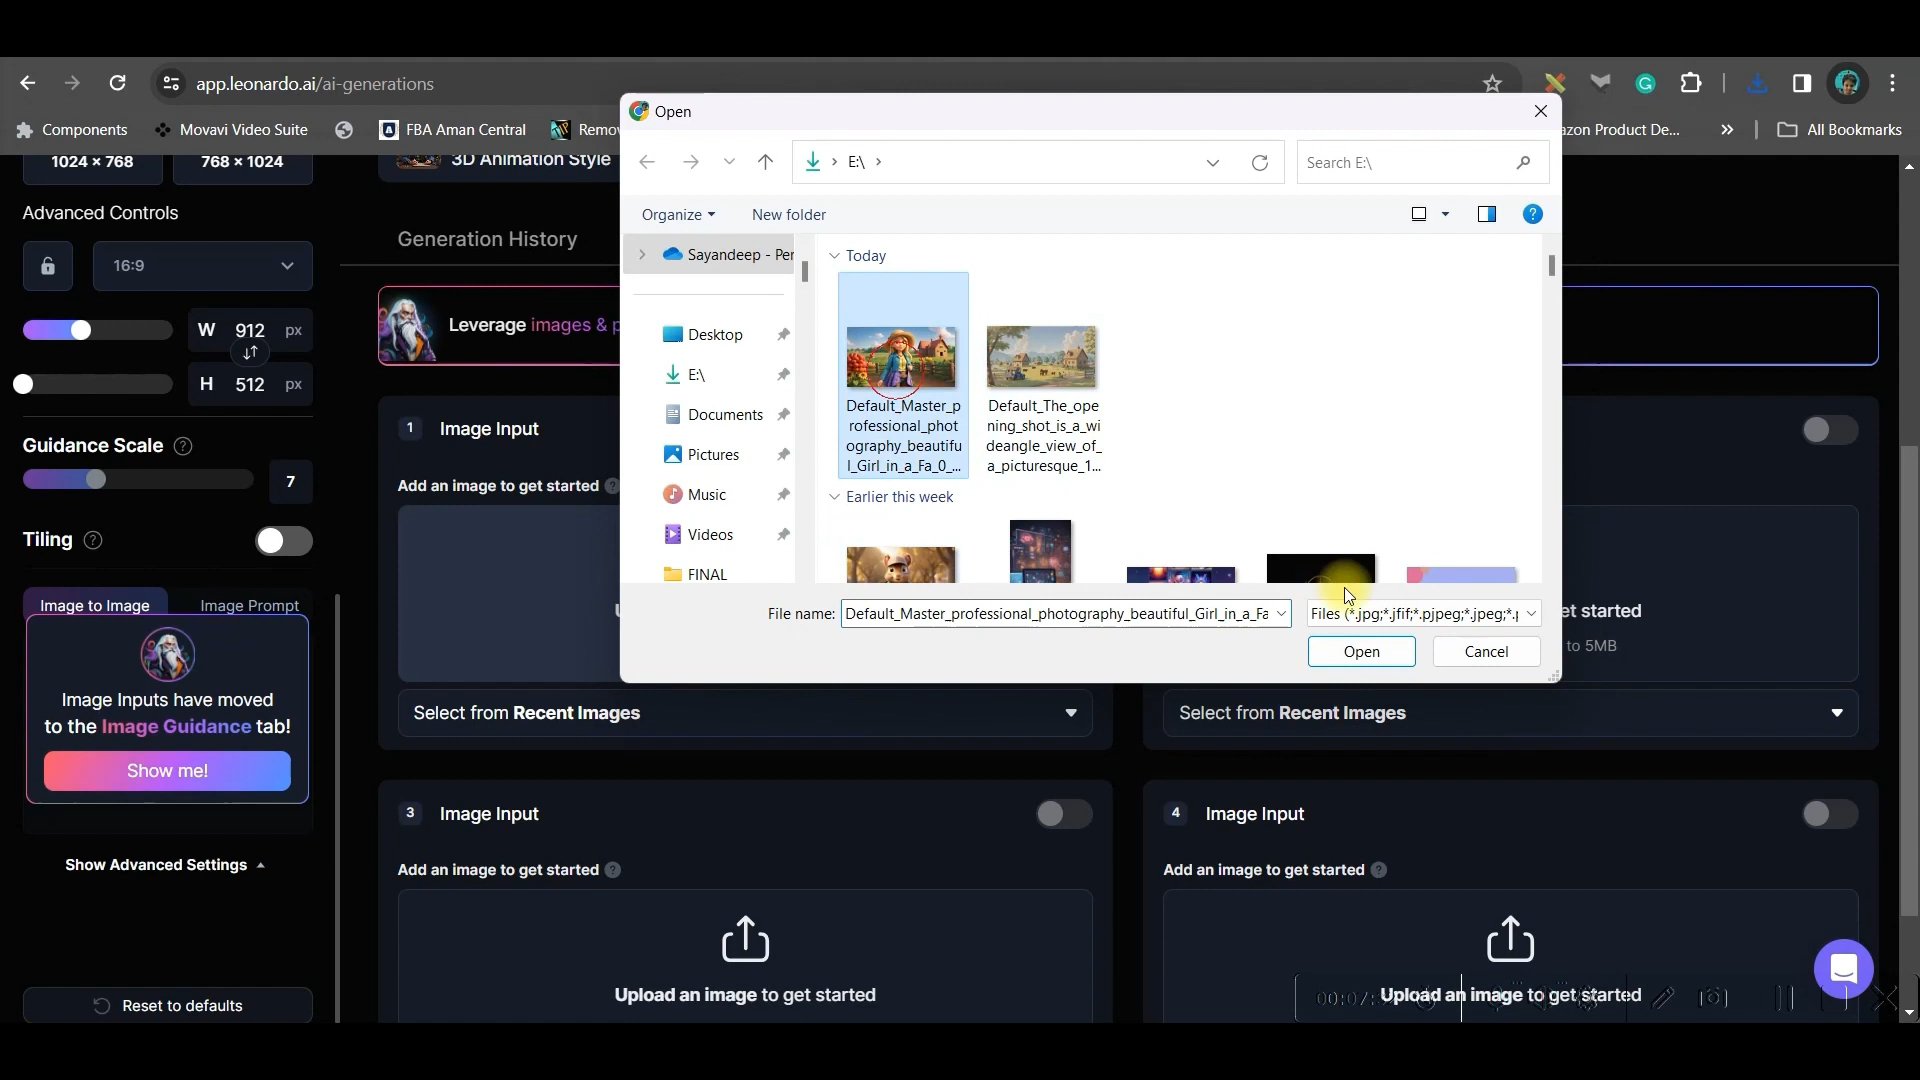 app.leonardo.ai/ai-generations
Components
Movavi Video Suite
FBA Aman Central
All Bookmarks
1024 × 768
768 × 1024
3D Animation Style
Advanced Controls
16:9
W 912 px
H 512 px
Guidance Scale ?
7
Tiling ?
Image to Image
Image Prompt
Image Inputs have moved
to the Image Guidance tab!
Show me!
Show Advanced Settings
Reset to defaults
Generation History
Leverage images &
1 Image Input
Add an image to get started ?
Select from Recent Images
et started
to 5MB
Select from Recent Images
3 Image Input
Add an image to get started ?
Upload an image to get started
4 Image Input
Add an image to get started ?
Upload an image to get started
Open
E:\
Search E:\
Organize
New folder
?
Sayandeep - Per
Desktop
E:\
Documents
Pictures
Music
Videos
FINAL
Today
Default_Master_p
rofessional_phot
ography_beautifu
l_Girl_in_a_Fa_0_...
Default_The_ope
ning_shot_is_a_wi
deangle_view_of_
a_picturesque_1...
Earlier this week
File name: Default_Master_professional_photography_beautiful_Girl_in_a_Fa
Files (*.jpg;*.jfif;*.pjpeg;*.jpeg;*.p
Open
Cancel